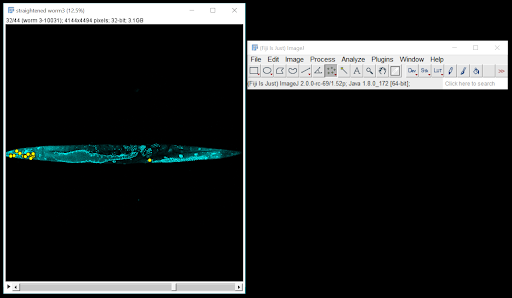 straightened worm3 (12.5%)
32/44 (worm 3-10031); 4144x4494 pixels; 32-bit; 3.1GB
(Fiji Is Just) ImageJ
File Edit Image Process Analyze Plugins Window Help
Dev Stk LUT
(Fiji Is Just) ImageJ 2.0.0-rc-69/1.52p; Java 1.8.0_172 [64-bit];
Click here to search